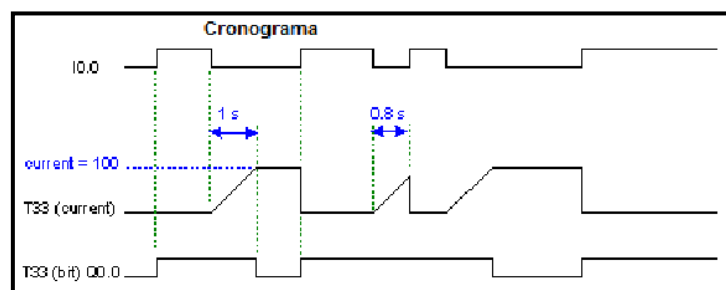 Cronograma
I0.0
1 s
0.8 s
current = 100
T33 (current)
T33 (bit) Q0.0